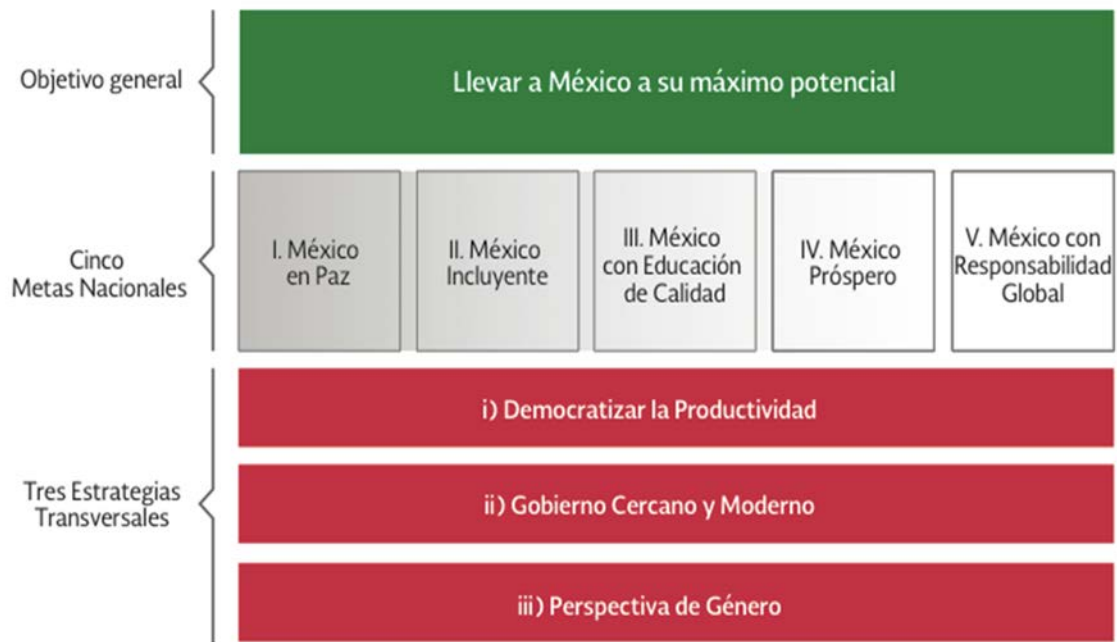 Objetivo general
Llevar a México a su máximo potencial
Cinco
Metas Nacionales
I. México
en Paz
II. México
Incluyente
III. México
con Educación
de Calidad
IV. México
Próspero
V. México con
Responsabilidad
Global
Tres Estrategias
Transversales
i) Democratizar la Productividad
ii) Gobierno Cercano y Moderno
iii) Perspectiva de Género